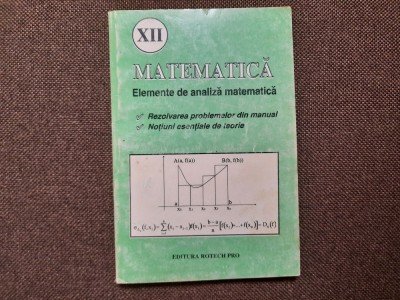 XII
MATEMATICĂ
Elemente de analiză matematică
Rezolvarea problemelor din manual
Noțiuni esențiale de teorie
A(a, f(a)) B(b, f(b))
a b
EDITURA ROTECH PRO